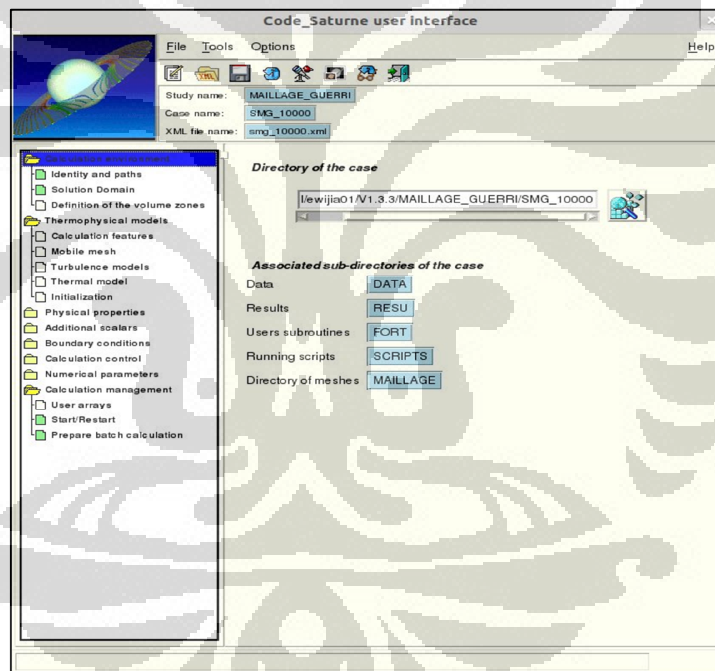 Code_Saturne user interface
File Tools Options Help
Study name: MAILLAGE_GUERRI
Case name: SMG_10000
XML file name: smg_10000.xml
Calculation environment
Identity and paths
Solution Domain
Definition of the volume zones
Thermophysical models
Calculation features
Mobile mesh
Turbulence models
Thermal model
Initialization
Physical properties
Additional scalars
Boundary conditions
Calculation control
Numerical parameters
Calculation management
User arrays
Start/Restart
Prepare batch calculation
Directory of the case
l/ewijia01/V1.3.3/MAILLAGE_GUERRI/SMG_10000
Associated sub-directories of the case
Data DATA
Results RESU
Users subroutines FORT
Running scripts SCRIPTS
Directory of meshes MAILLAGE